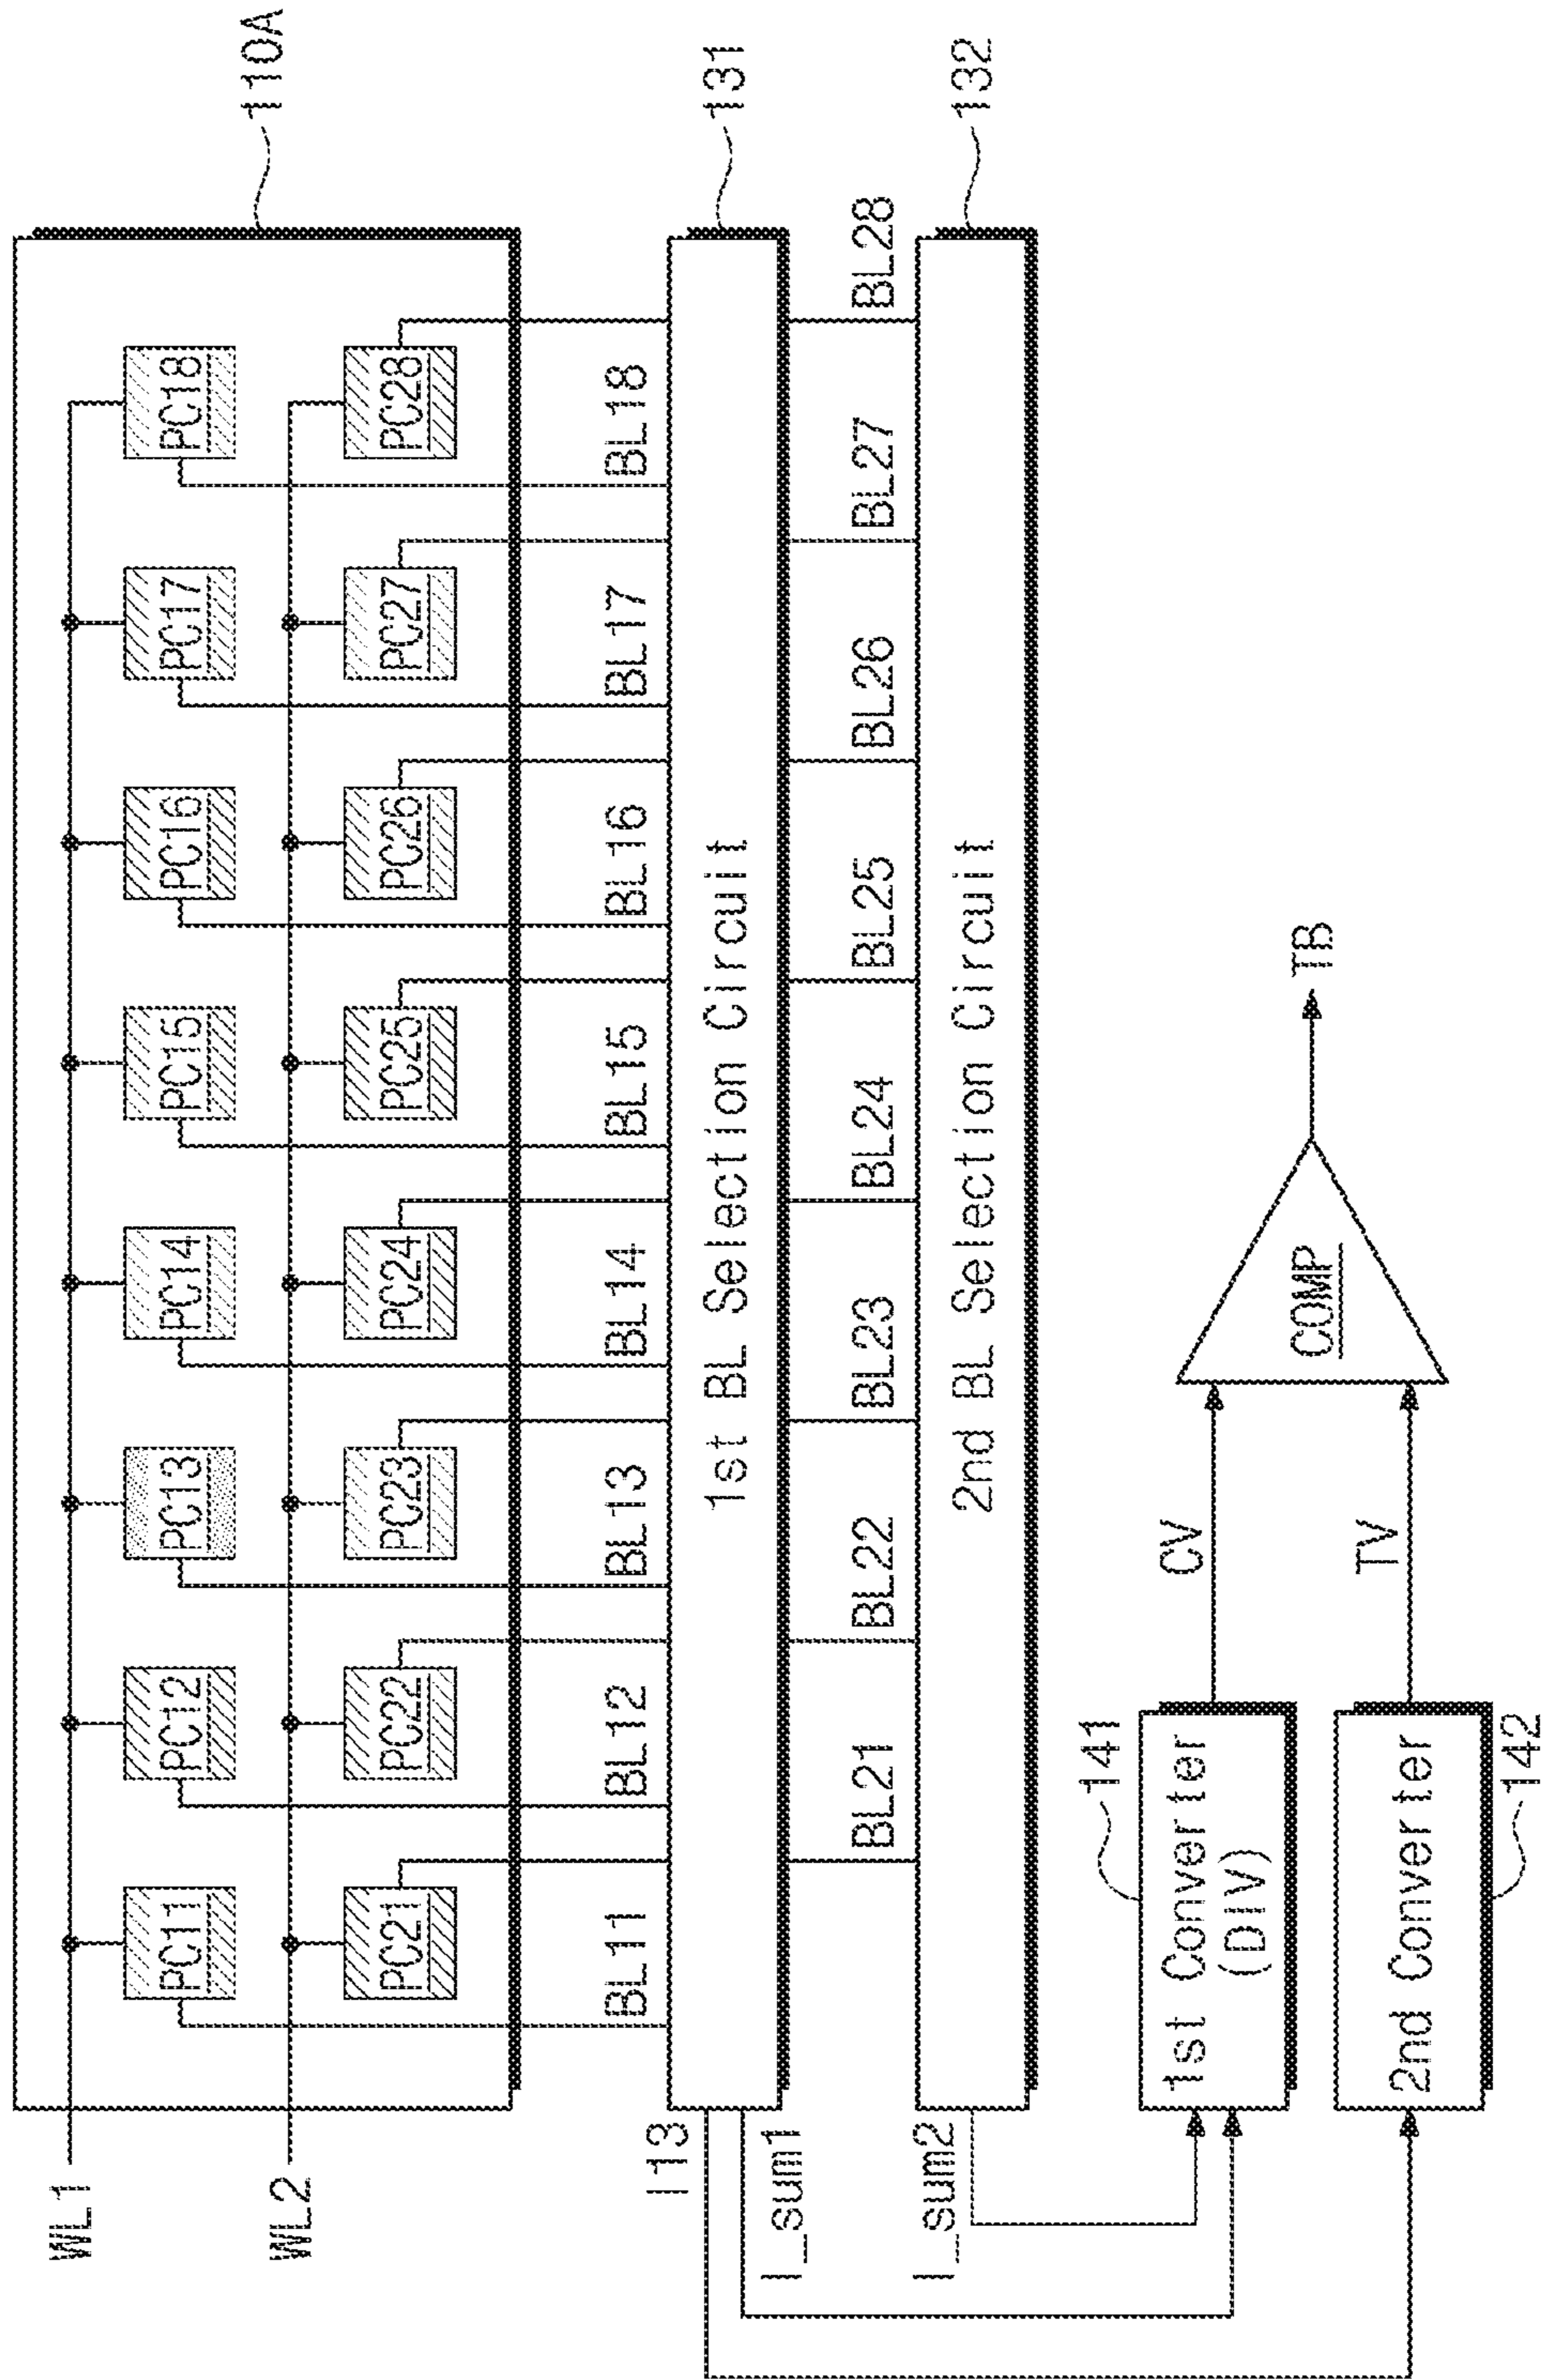 110A
WL1
PC11 PC12 PC13 PC14 PC15 PC16 PC17 PC18
WL2
PC21 PC22 PC23 PC24 PC25 PC26 PC27 PC28
BL11 BL12 BL13 BL14 BL15 BL16 BL17 BL18
I13
1st BL Selection Circuit
131
I_sum1
BL21 BL22 BL23 BL24 BL25 BL26 BL27 BL28
I_sum2
2nd BL Selection Circuit
132
141
1st Converter
(DIV)
CV
COMP
TB
2nd Converter
TV
142